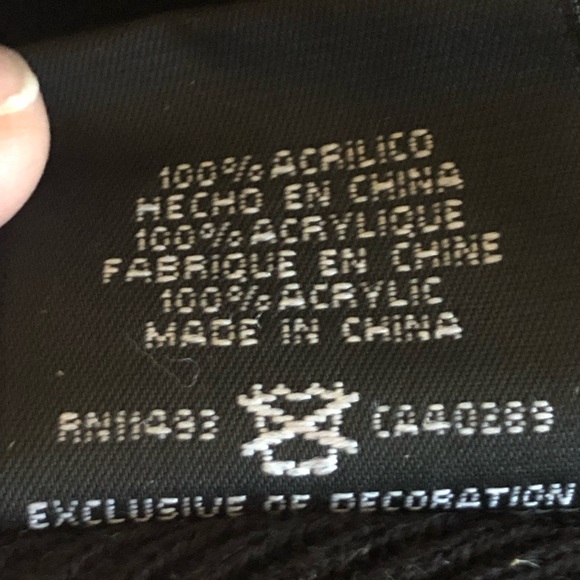 100% ACRILICO
HECHO EN CHINA
100% ACRYLIQUE
FABRIQUE EN CHINE
100% ACRYLIC
MADE IN CHINA
RN11483 CA40289
EXCLUSIVE OF DECORATION